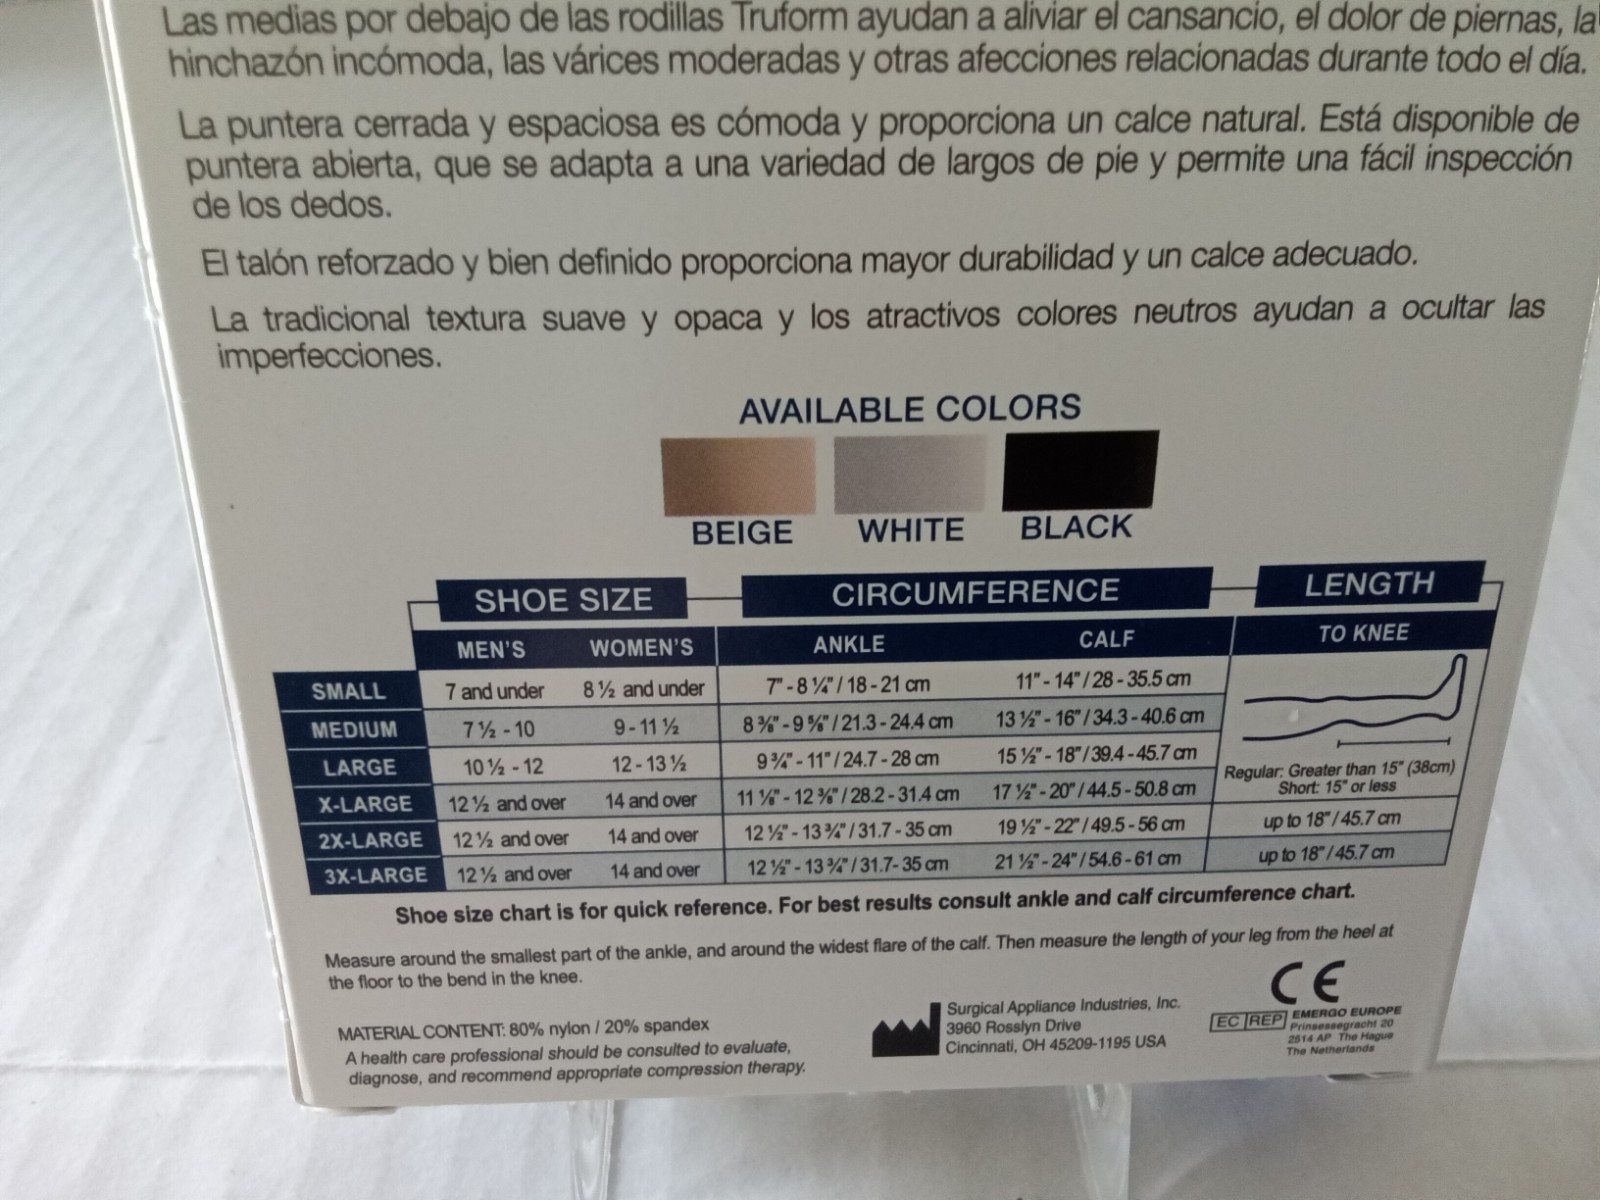 Las medias por debajo de las rodillas Truform ayudan a aliviar el cansancio, el dolor de piernas, la
hinchazón incómoda, las várices moderadas y otras afecciones relacionadas durante todo el día.
La puntera cerrada y espaciosa es cómoda y proporciona un calce natural. Está disponible de
puntera abierta, que se adapta a una variedad de largos de pie y permite una fácil inspección
de los dedos.
El talón reforzado y bien definido proporciona mayor durabilidad y un calce adecuado.
La tradicional textura suave y opaca y los atractivos colores neutros ayudan a ocultar las
imperfecciones.
AVAILABLE COLORS
BEIGE WHITE BLACK
SHOE SIZE CIRCUMFERENCE LENGTH
MEN'S WOMEN'S ANKLE CALF TO KNEE
SMALL 7 and under 8 ½ and under 7" - 8 ¼" / 18 - 21 cm 11" - 14" / 28 - 35.5 cm
MEDIUM 7 ½ - 10 9 - 11 ½ 8 ⅜" - 9 ⅝" / 21.3 - 24.4 cm 13 ½" - 16" / 34.3 - 40.6 cm
LARGE 10 ½ - 12 12 - 13 ½ 9 ¾" - 11" / 24.7 - 28 cm 15 ½" - 18" / 39.4 - 45.7 cm
Regular: Greater than 15" (38cm)
Short: 15" or less
X-LARGE 12 ½ and over 14 and over 11 ⅛" - 12 ⅜" / 28.2 - 31.4 cm 17 ½" - 20" / 44.5 - 50.8 cm
2X-LARGE 12 ½ and over 14 and over 12 ½" - 13 ¾" / 31.7 - 35 cm 19 ½" - 22" / 49.5 - 56 cm up to 18" / 45.7 cm
3X-LARGE 12 ½ and over 14 and over 12 ½" - 13 ¾" / 31.7- 35 cm 21 ½" - 24" / 54.6 - 61 cm up to 18" / 45.7 cm
Shoe size chart is for quick reference. For best results consult ankle and calf circumference chart.
Measure around the smallest part of the ankle, and around the widest flare of the calf. Then measure the length of your leg from the heel at
the floor to the bend in the knee.
MATERIAL CONTENT: 80% nylon / 20% spandex
A health care professional should be consulted to evaluate,
diagnose, and recommend appropriate compression therapy.
Surgical Appliance Industries, Inc.
3960 Rosslyn Drive
Cincinnati, OH 45209-1195 USA
CE
EC REP EMERGO EUROPE
Prinsessegracht 20
2514 AP The Hague
The Netherlands